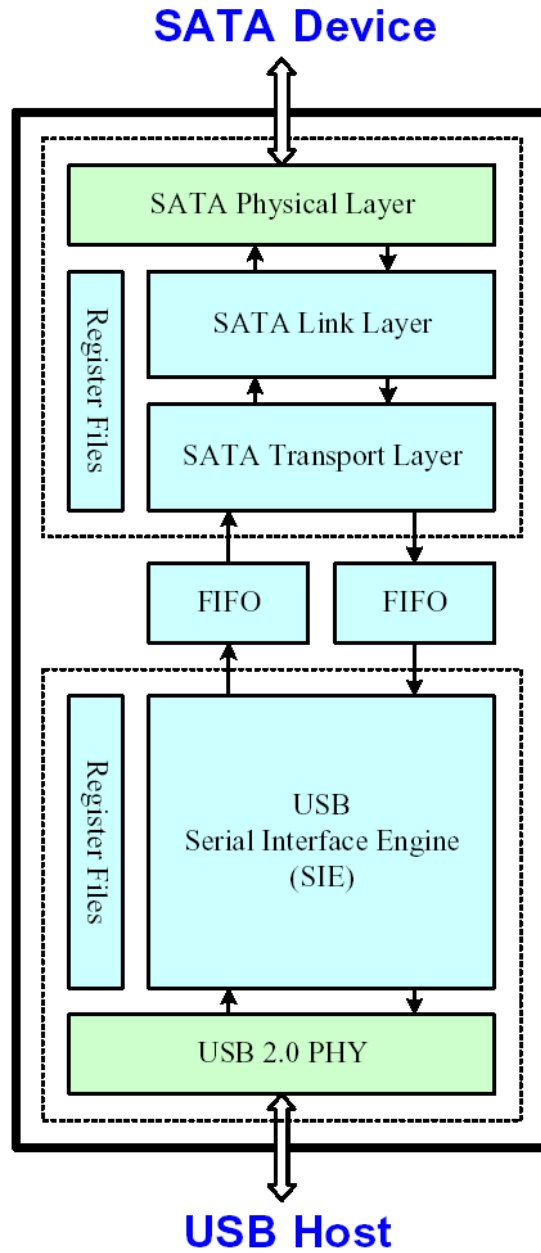 SATA Device
SATA Physical Layer
Register Files
SATA Link Layer
SATA Transport Layer
FIFO
FIFO
Register Files
USB
Serial Interface Engine
(SIE)
USB 2.0 PHY
USB Host